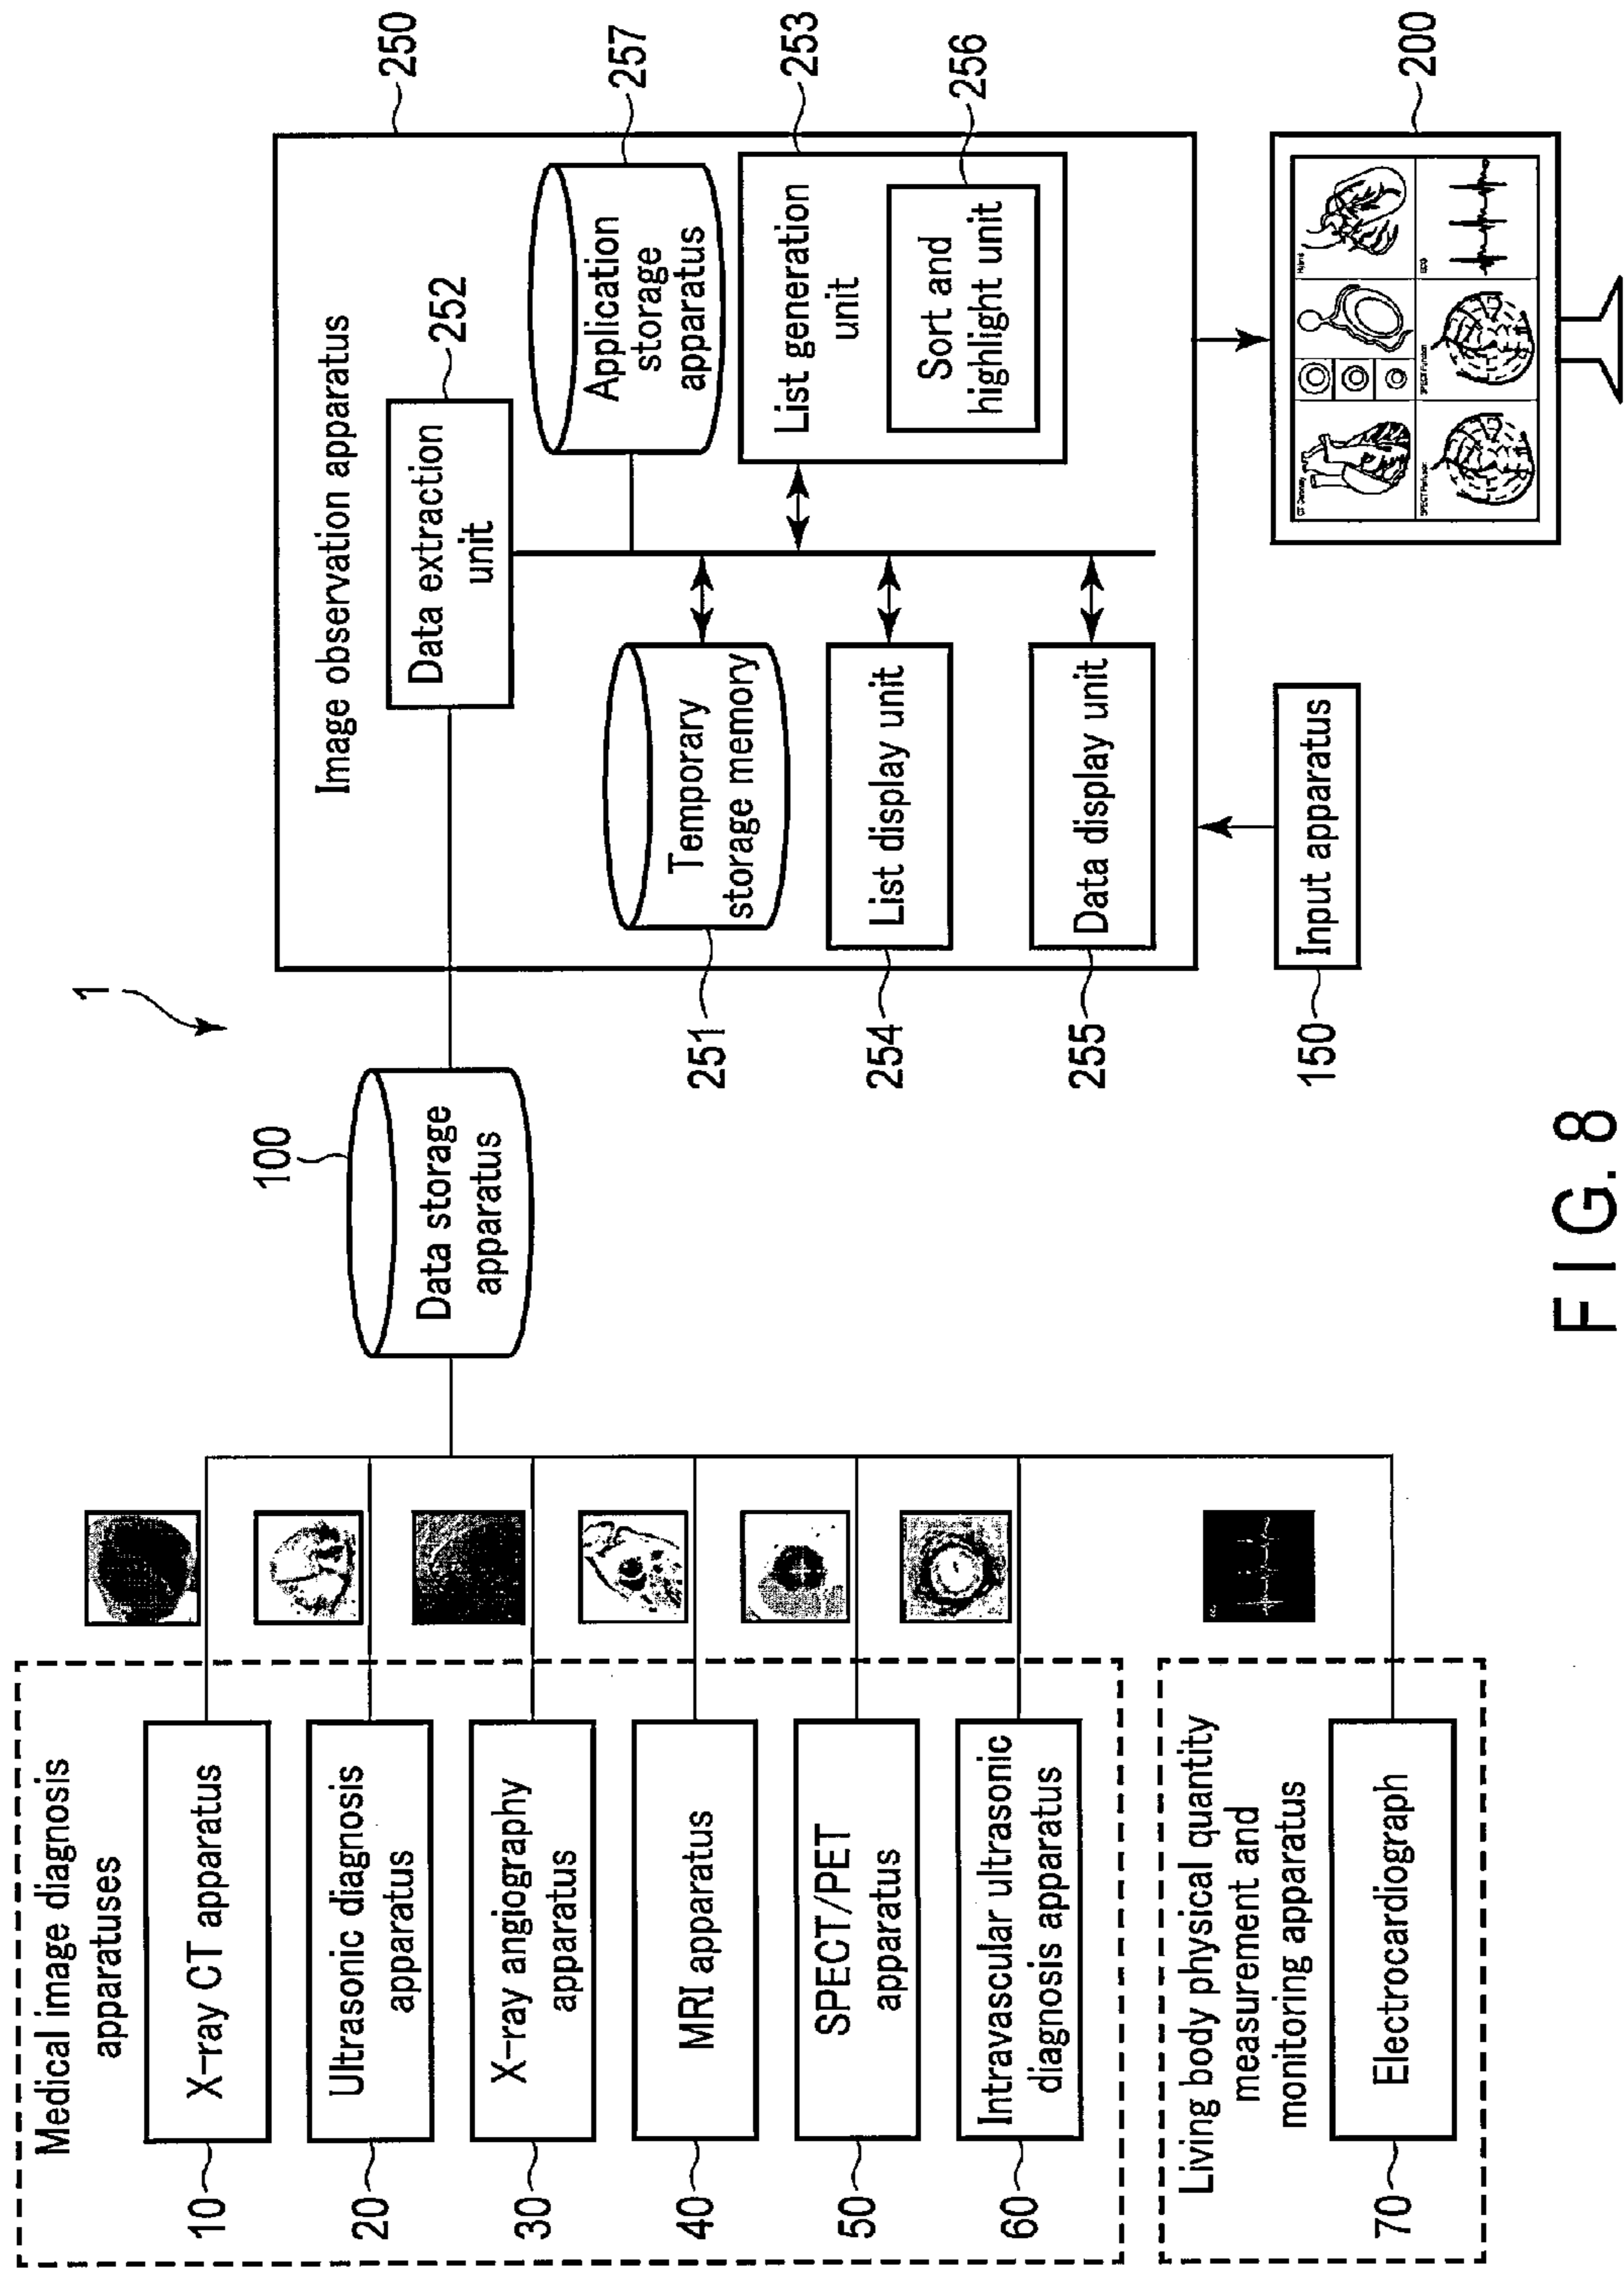 1
Medical image diagnosis
apparatuses
10
X-ray CT apparatus
20
Ultrasonic diagnosis
apparatus
30
X-ray angiography
apparatus
40
MRI apparatus
50
SPECT/PET
apparatus
60
Intravascular ultrasonic
diagnosis apparatus
Living body physical quantity
measurement and
monitoring apparatus
70
Electrocardiograph
100
Data storage
apparatus
250
Image observation apparatus
252
Data extraction
unit
257
Application
storage
apparatus
251
Temporary
storage memory
253
List generation
unit
256
Sort and
highlight unit
254
List display unit
255
Data display unit
150
Input apparatus
200
Hybrid
ECG
FIG. 8